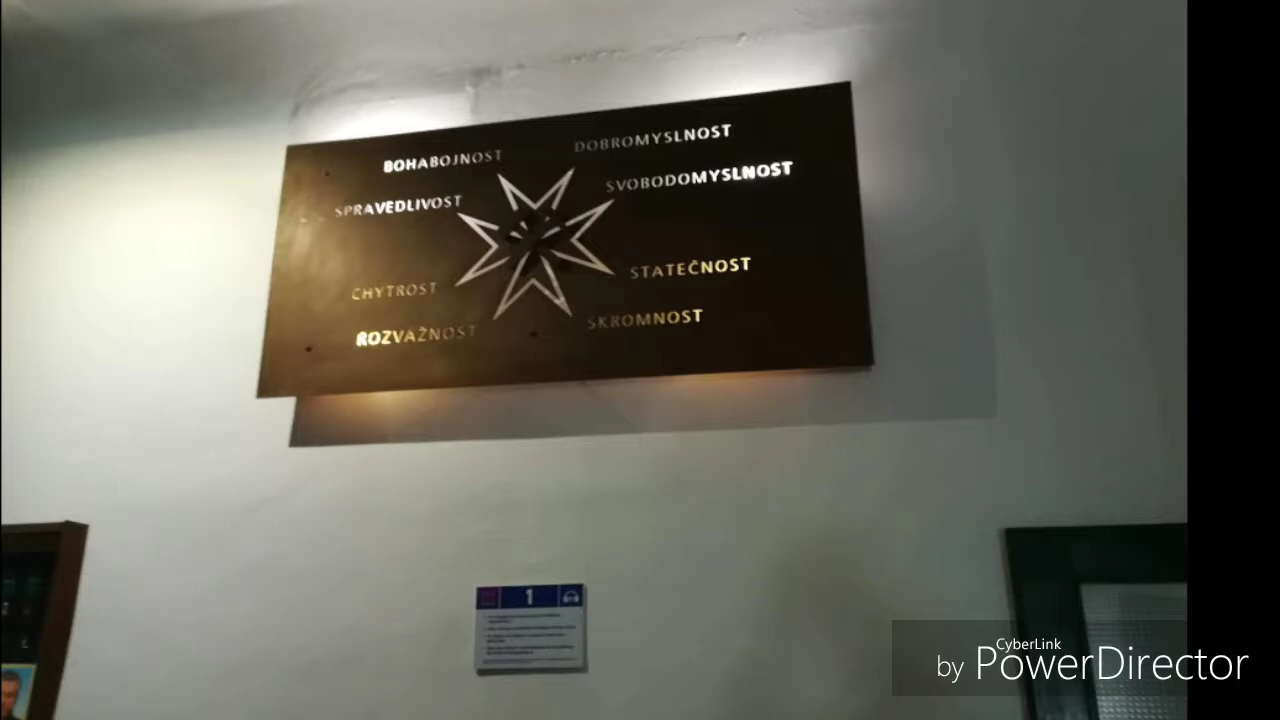 BOHABOJNOST
DOBROMYSLNOST
SPRAVEDLIVOST
SVOBODOMYSLNOST
CHYTROST
STATEČNOST
ROZVAŽNOST
SKROMNOST
1
CyberLink
by PowerDirector